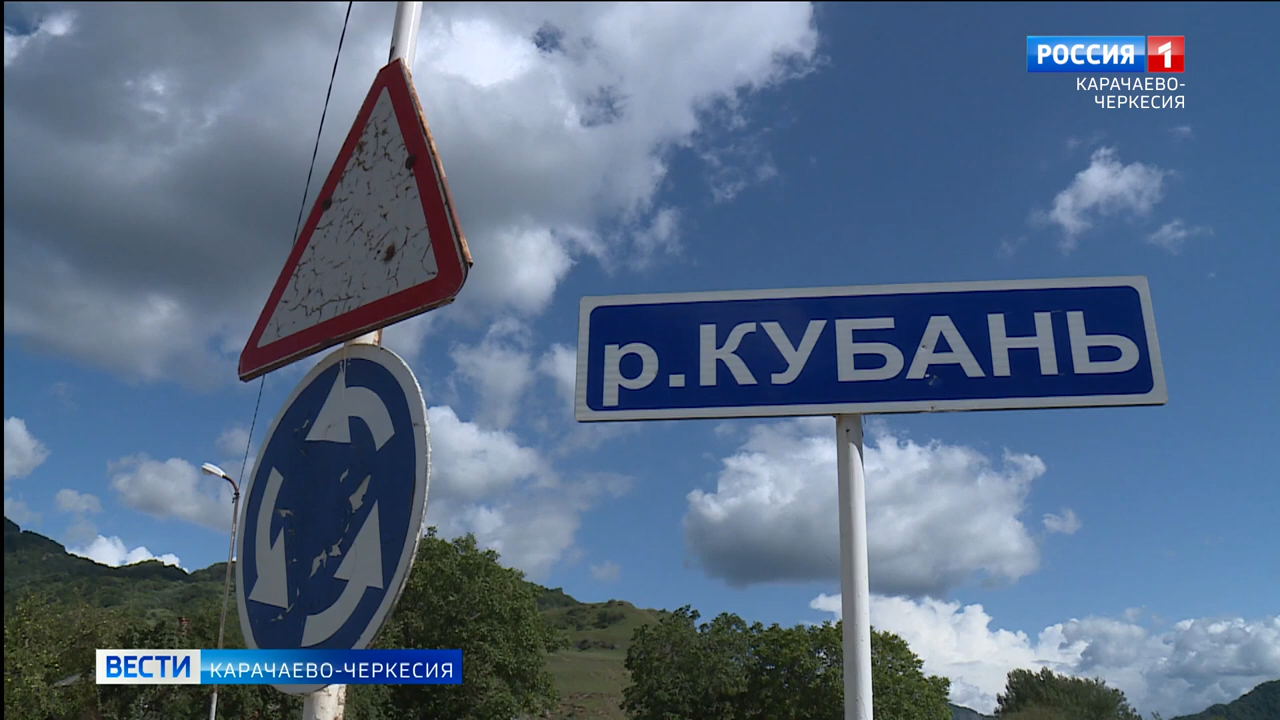 РОССИЯ 1
КАРАЧАЕВО-
ЧЕРКЕСИЯ
р.КУБАНЬ
ВЕСТИ КАРАЧАЕВО-ЧЕРКЕСИЯ